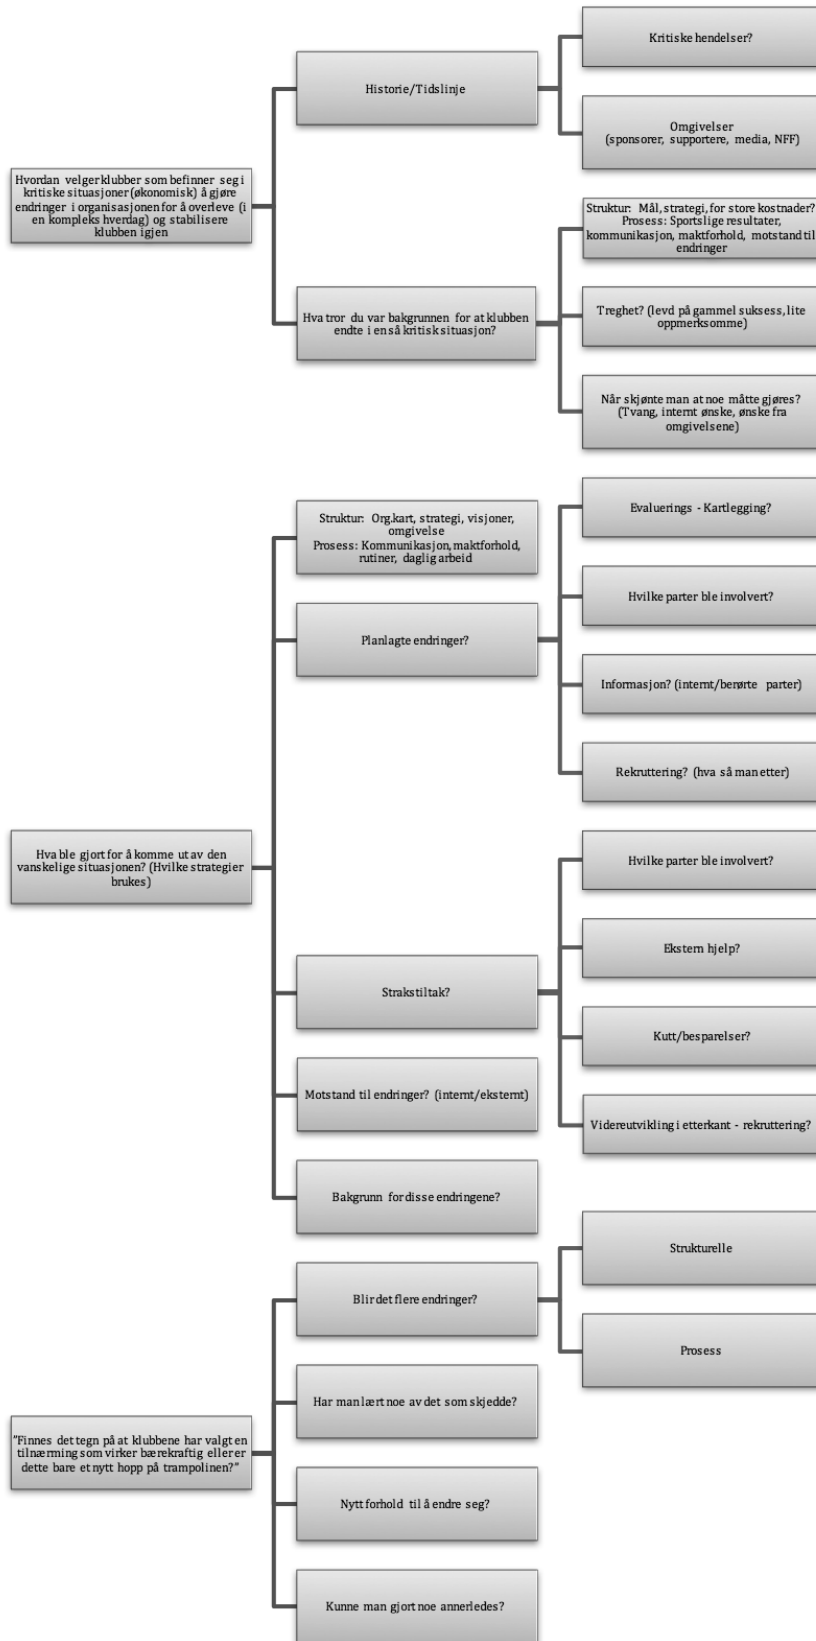 Hvordan velger klubber som befinner seg i
kritiske situasjoner (økonomisk) å gjøre
endringer i organisasjonen for å overleve (i
en kompleks hverdag) og stabilisere
klubben igjen
Historie/Tidslinje
Kritiske hendelser?
Omgivelser
(sponsorer, supportere, media, NFF)
Hva tror du var bakgrunnen for at klubben
endte i en så kritisk situasjon?
Struktur: Mål, strategi, for store kostnader?
Prosess: Sportslige resultater,
kommunikasjon, maktforhold, motstand til
endringer
Treghet? (levd på gammel suksess, lite
oppmerksomme)
Når skjønte man at noe måtte gjøres?
(Tvang, internt ønske, ønske fra
omgivelsene)
Hva ble gjort for å komme ut av den
vanskelige situasjonen? (Hvilke strategier
brukes)
Struktur: Org.kart, strategi, visjoner,
omgivelse
Prosess: Kommunikasjon, maktforhold,
rutiner, daglig arbeid
Planlagte endringer?
Evaluerings - Kartlegging?
Hvilke parter ble involvert?
Informasjon? (internt/berørte parter)
Rekruttering? (hva så man etter)
Strakstiltak?
Hvilke parter ble involvert?
Ekstern hjelp?
Kutt/besparelser?
Videreutvikling i etterkant - rekruttering?
Motstand til endringer? (internt/eksternt)
Bakgrunn for disse endringene?
"Finnes det tegn på at klubbene har valgt en
tilnærming som virker bærekraftig eller er
dette bare et nytt hopp på trampolinen?"
Blir det flere endringer?
Strukturelle
Prosess
Har man lært noe av det som skjedde?
Nytt forhold til å endre seg?
Kunne man gjort noe annerledes?